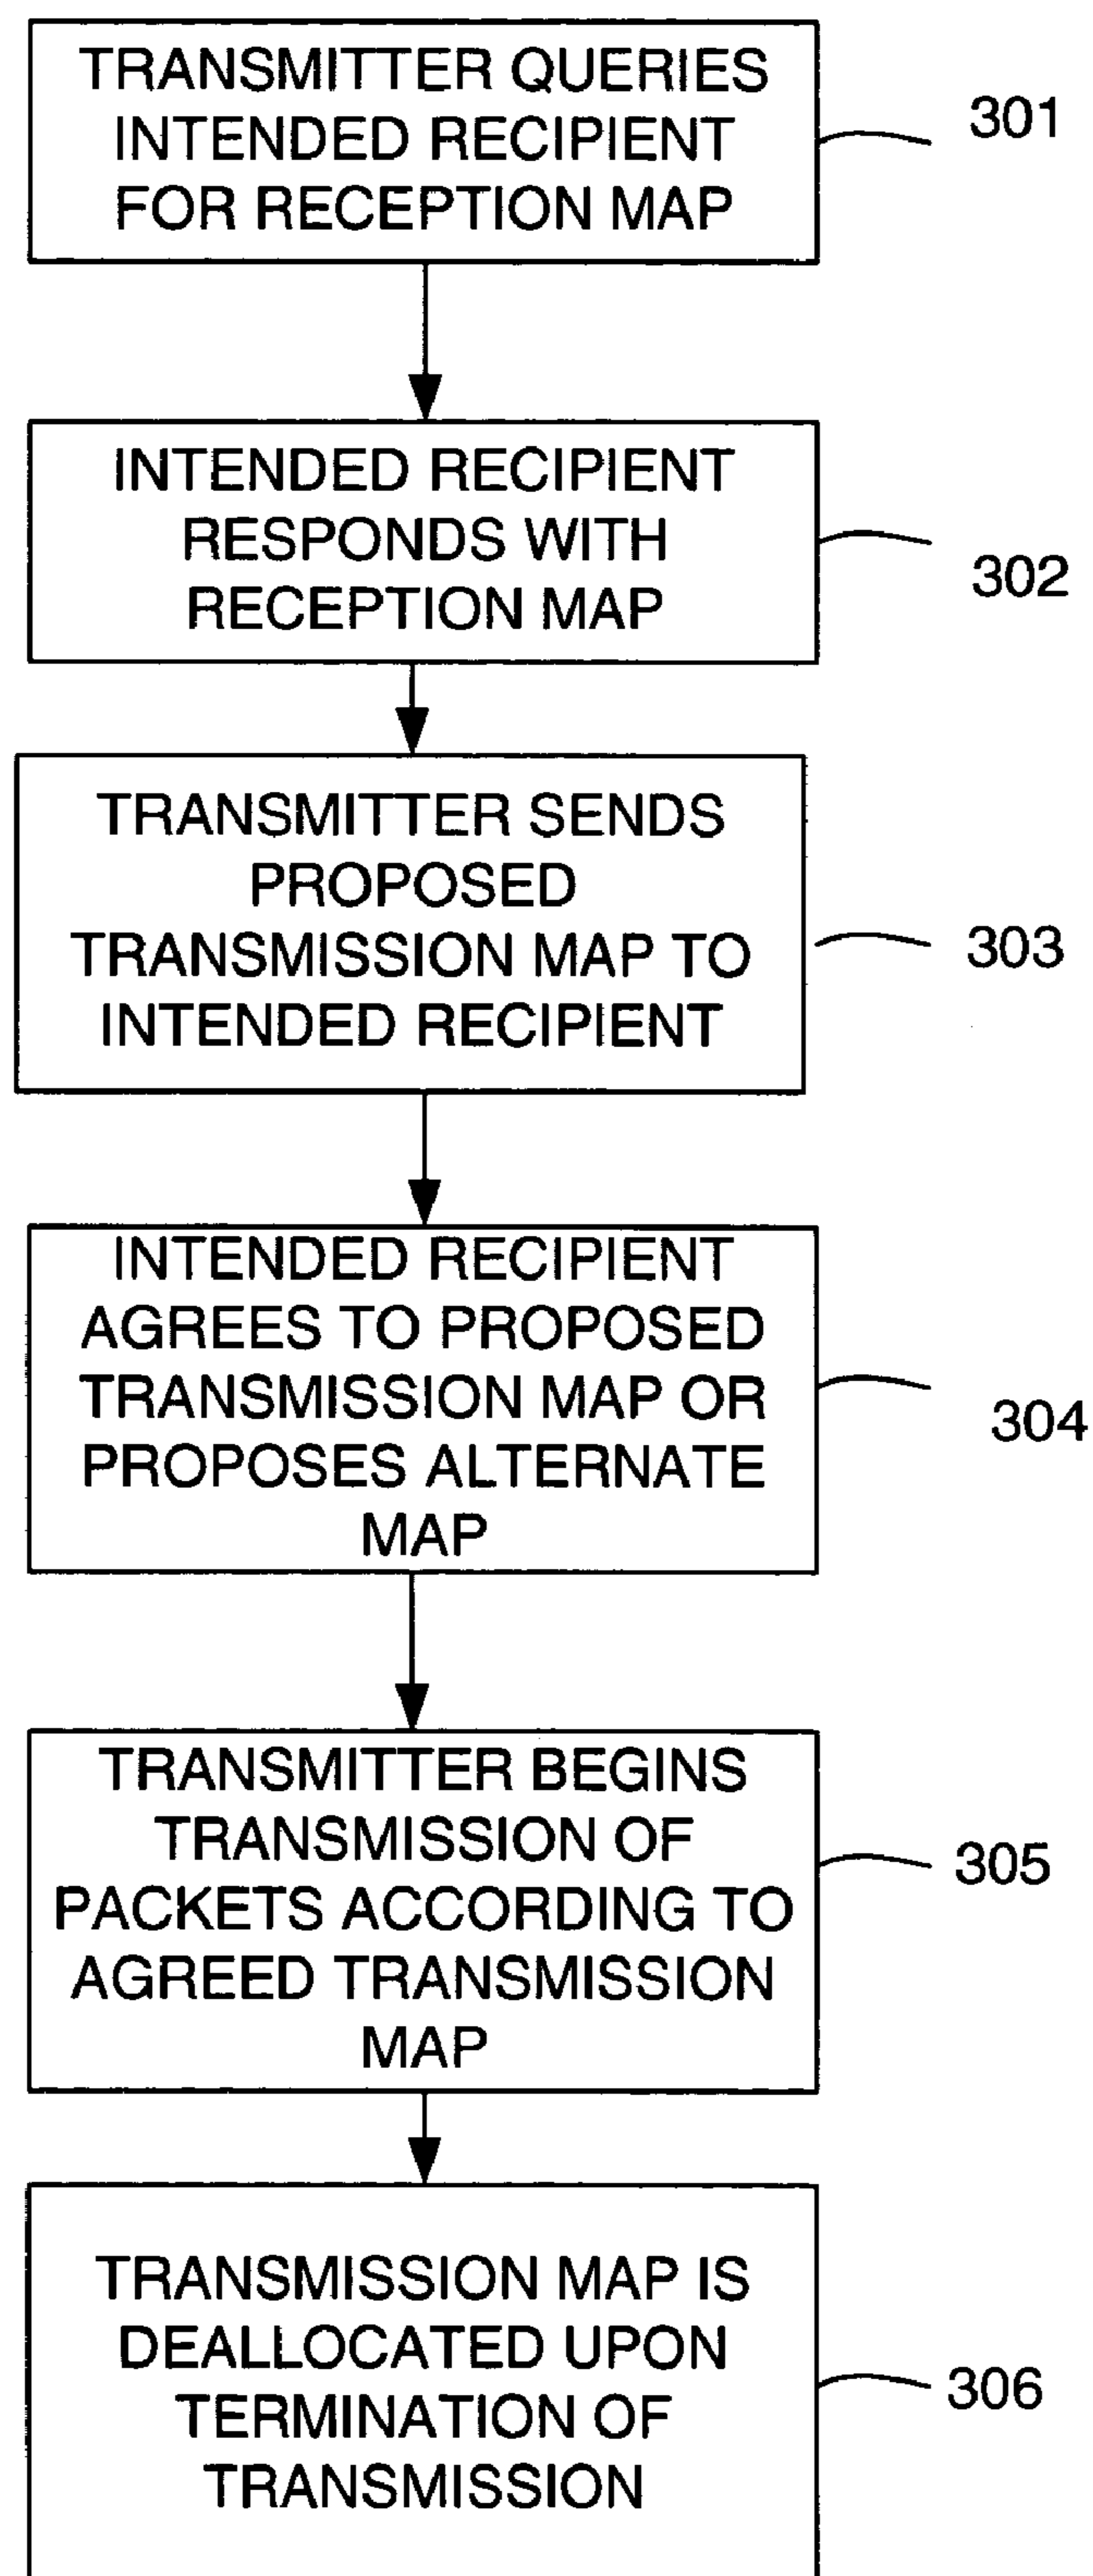 TRANSMITTER QUERIES
INTENDED RECIPIENT
FOR RECEPTION MAP
301
INTENDED RECIPIENT
RESPONDS WITH
RECEPTION MAP
302
TRANSMITTER SENDS
PROPOSED
TRANSMISSION MAP TO
INTENDED RECIPIENT
303
INTENDED RECIPIENT
AGREES TO PROPOSED
TRANSMISSION MAP OR
PROPOSES ALTERNATE
MAP
304
TRANSMITTER BEGINS
TRANSMISSION OF
PACKETS ACCORDING TO
AGREED TRANSMISSION
MAP
305
TRANSMISSION MAP IS
DEALLOCATED UPON
TERMINATION OF
TRANSMISSION
306